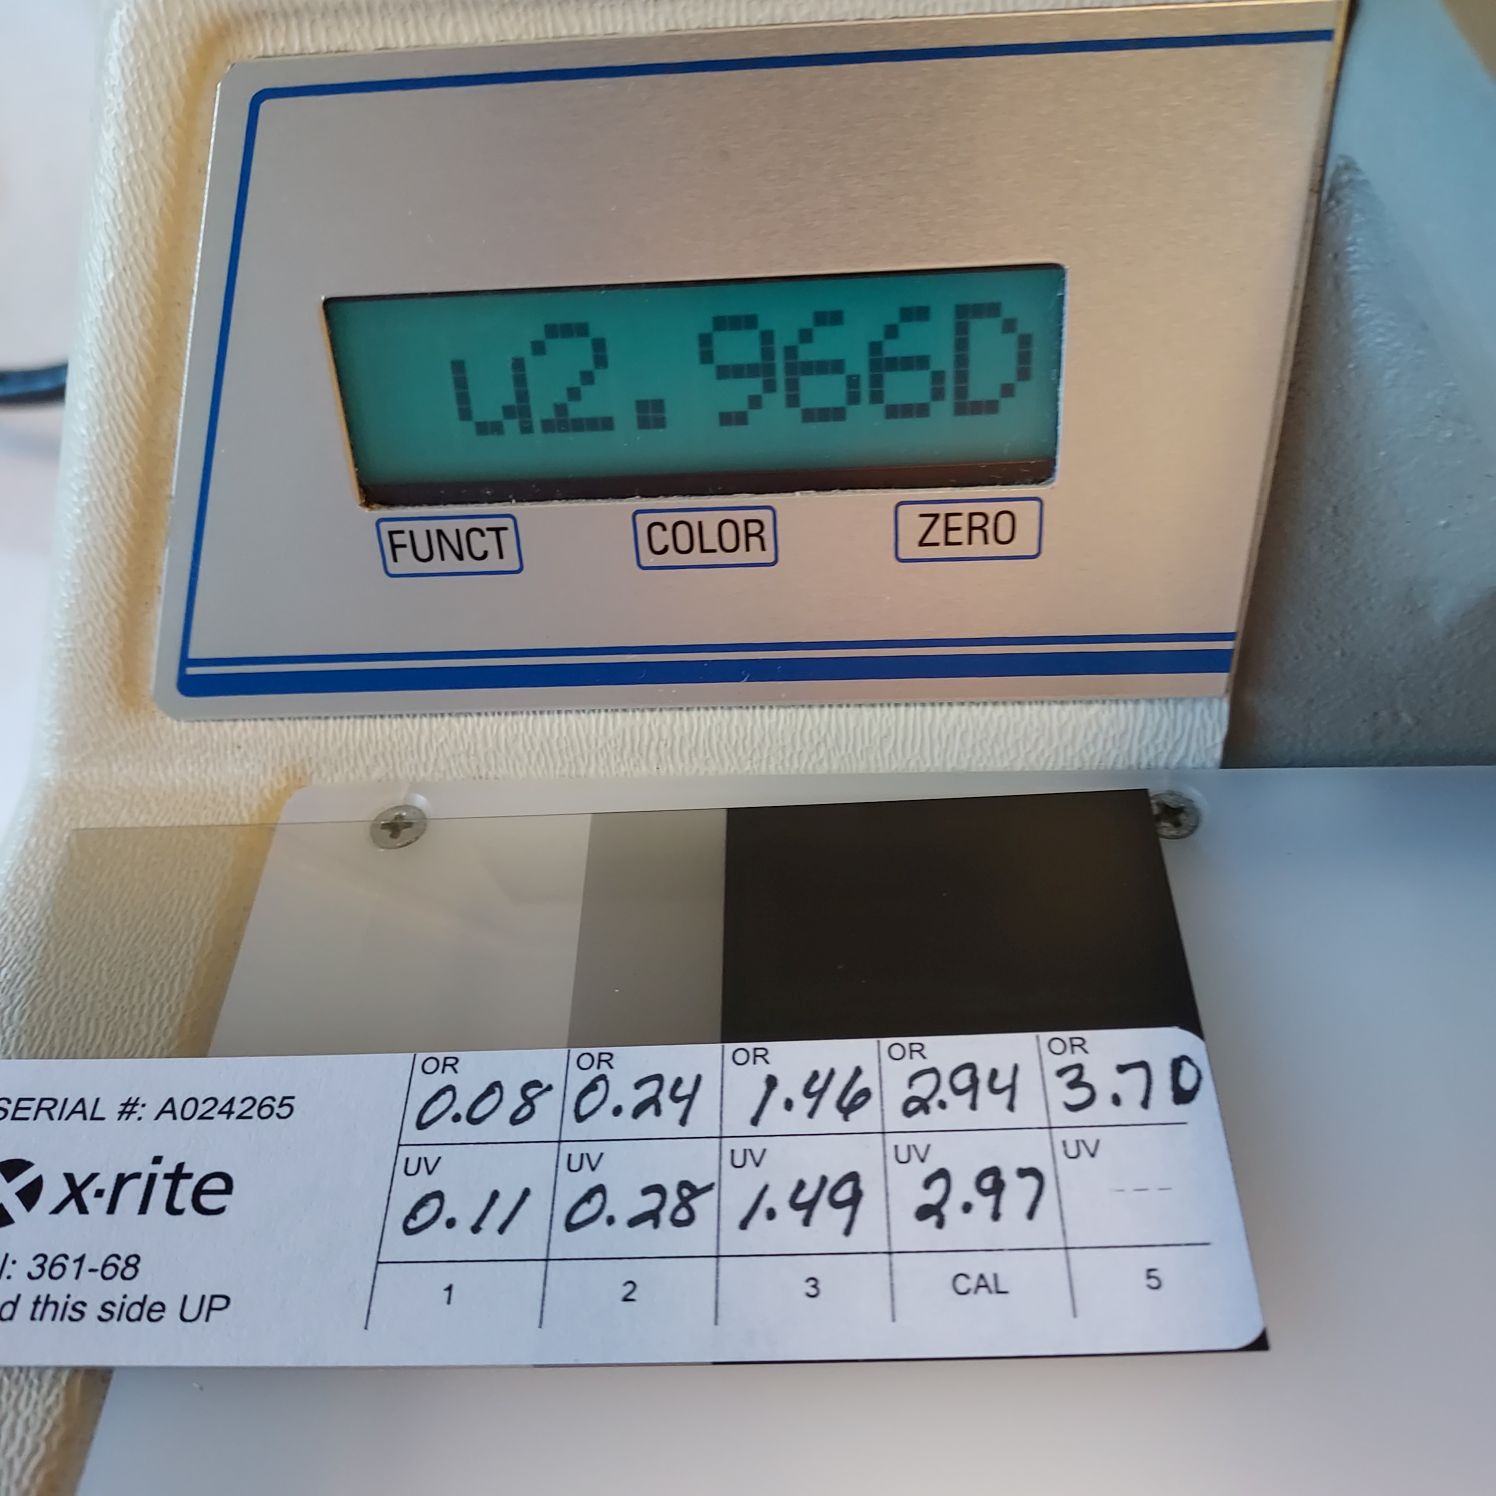 u2.966D
FUNCT COLOR ZERO
OR OR OR OR OR
0.08 0.24 1.46 2.94 3.70
SERIAL #: A024265
UV UV UV UV UV
0.11 0.28 1.49 2.97 ---
x·rite
: 361-68
this side UP
1 2 3 CAL 5